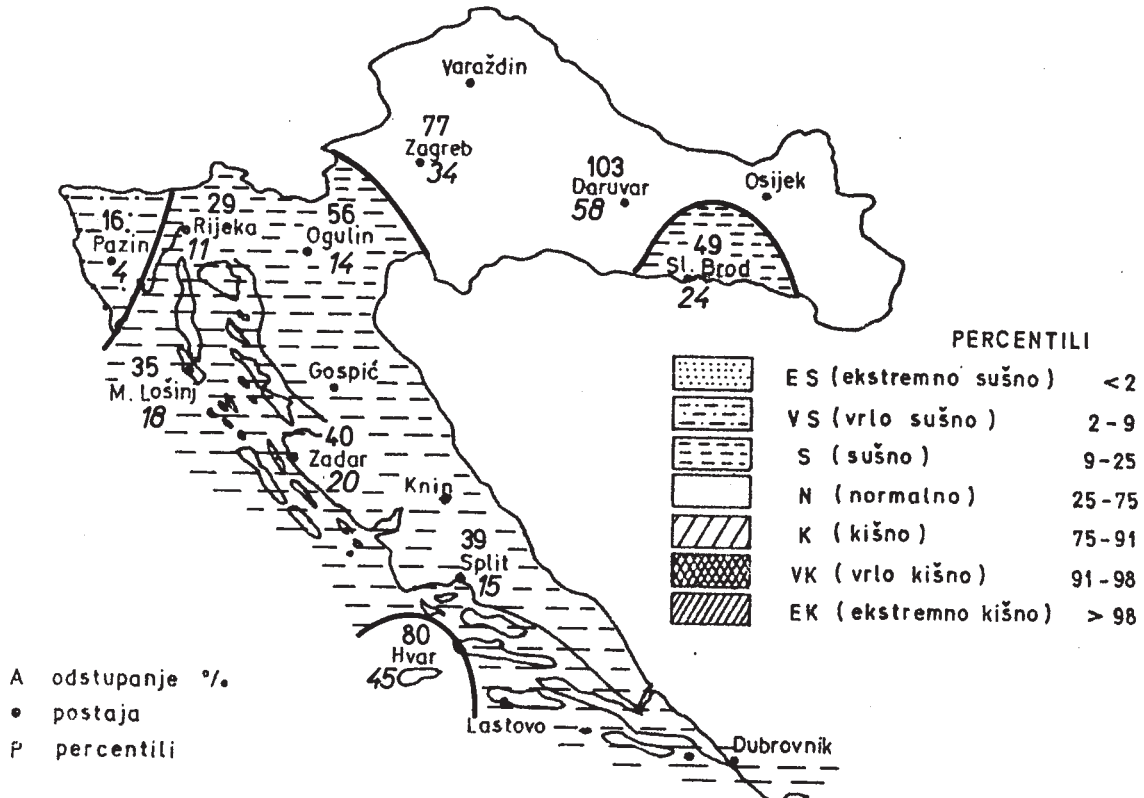 Varaždin
77
Zagreb
34
103
Daruvar
58
Osijek
49
Sl. Brod
24
16
Pazin
4
29
Rijeka
11
56
Ogulin
14
35
M. Lošinj
18
Gospić
40
Zadar
20
Knin
39
Split
15
80
Hvar
45
Lastovo
Dubrovnik
PERCENTILI
ES (ekstremno sušno) <2
VS (vrlo sušno) 2-9
S (sušno) 9-25
N (normalno) 25-75
K (kišno) 75-91
VK (vrlo kišno) 91-98
EK (ekstremno kišno) > 98
A odstupanje %
• postaja
P percentili